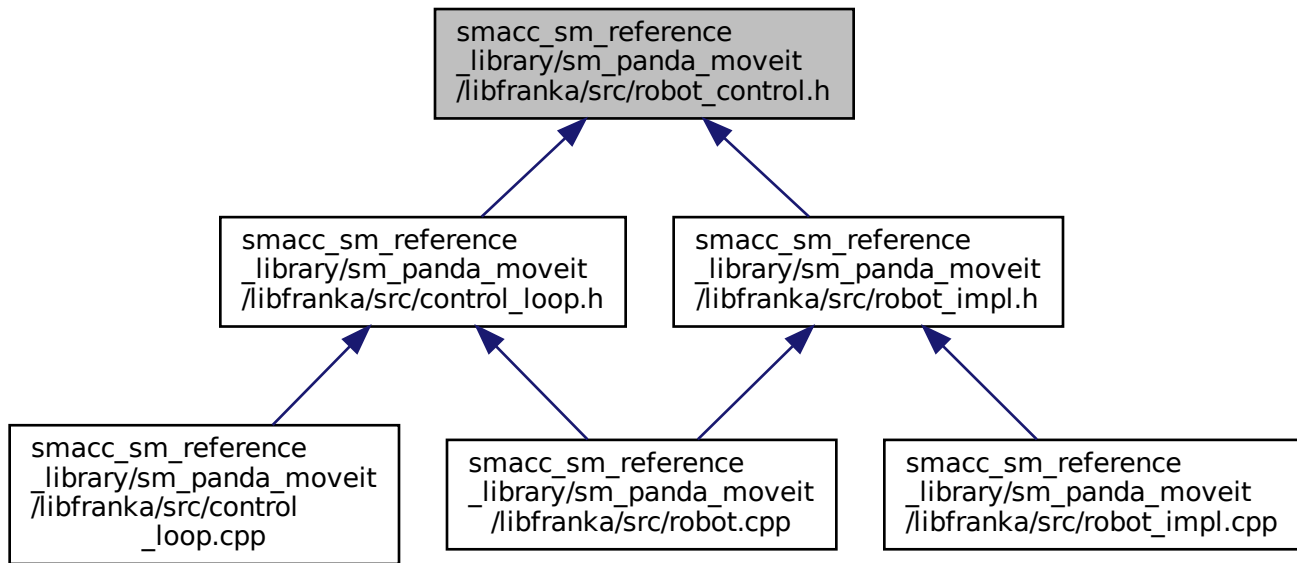 smacc_sm_reference
_library/sm_panda_moveit
/libfranka/src/robot_control.h
smacc_sm_reference
_library/sm_panda_moveit
/libfranka/src/control_loop.h
smacc_sm_reference
_library/sm_panda_moveit
/libfranka/src/robot_impl.h
smacc_sm_reference
_library/sm_panda_moveit
/libfranka/src/control
_loop.cpp
smacc_sm_reference
_library/sm_panda_moveit
/libfranka/src/robot.cpp
smacc_sm_reference
_library/sm_panda_moveit
/libfranka/src/robot_impl.cpp